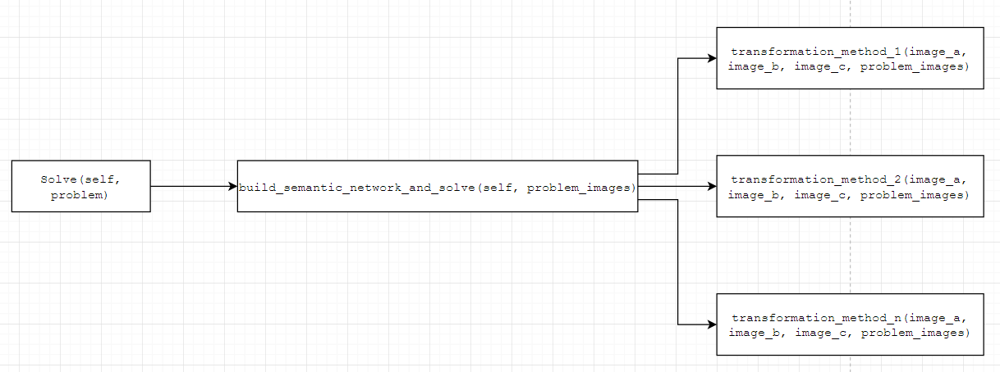 Solve(self,
problem)
build_semantic_network_and_solve(self, problem_images)
transformation_method_1(image_a,
image_b, image_c, problem_images)
transformation_method_2(image_a,
image_b, image_c, problem_images)
transformation_method_n(image_a,
image_b, image_c, problem_images)